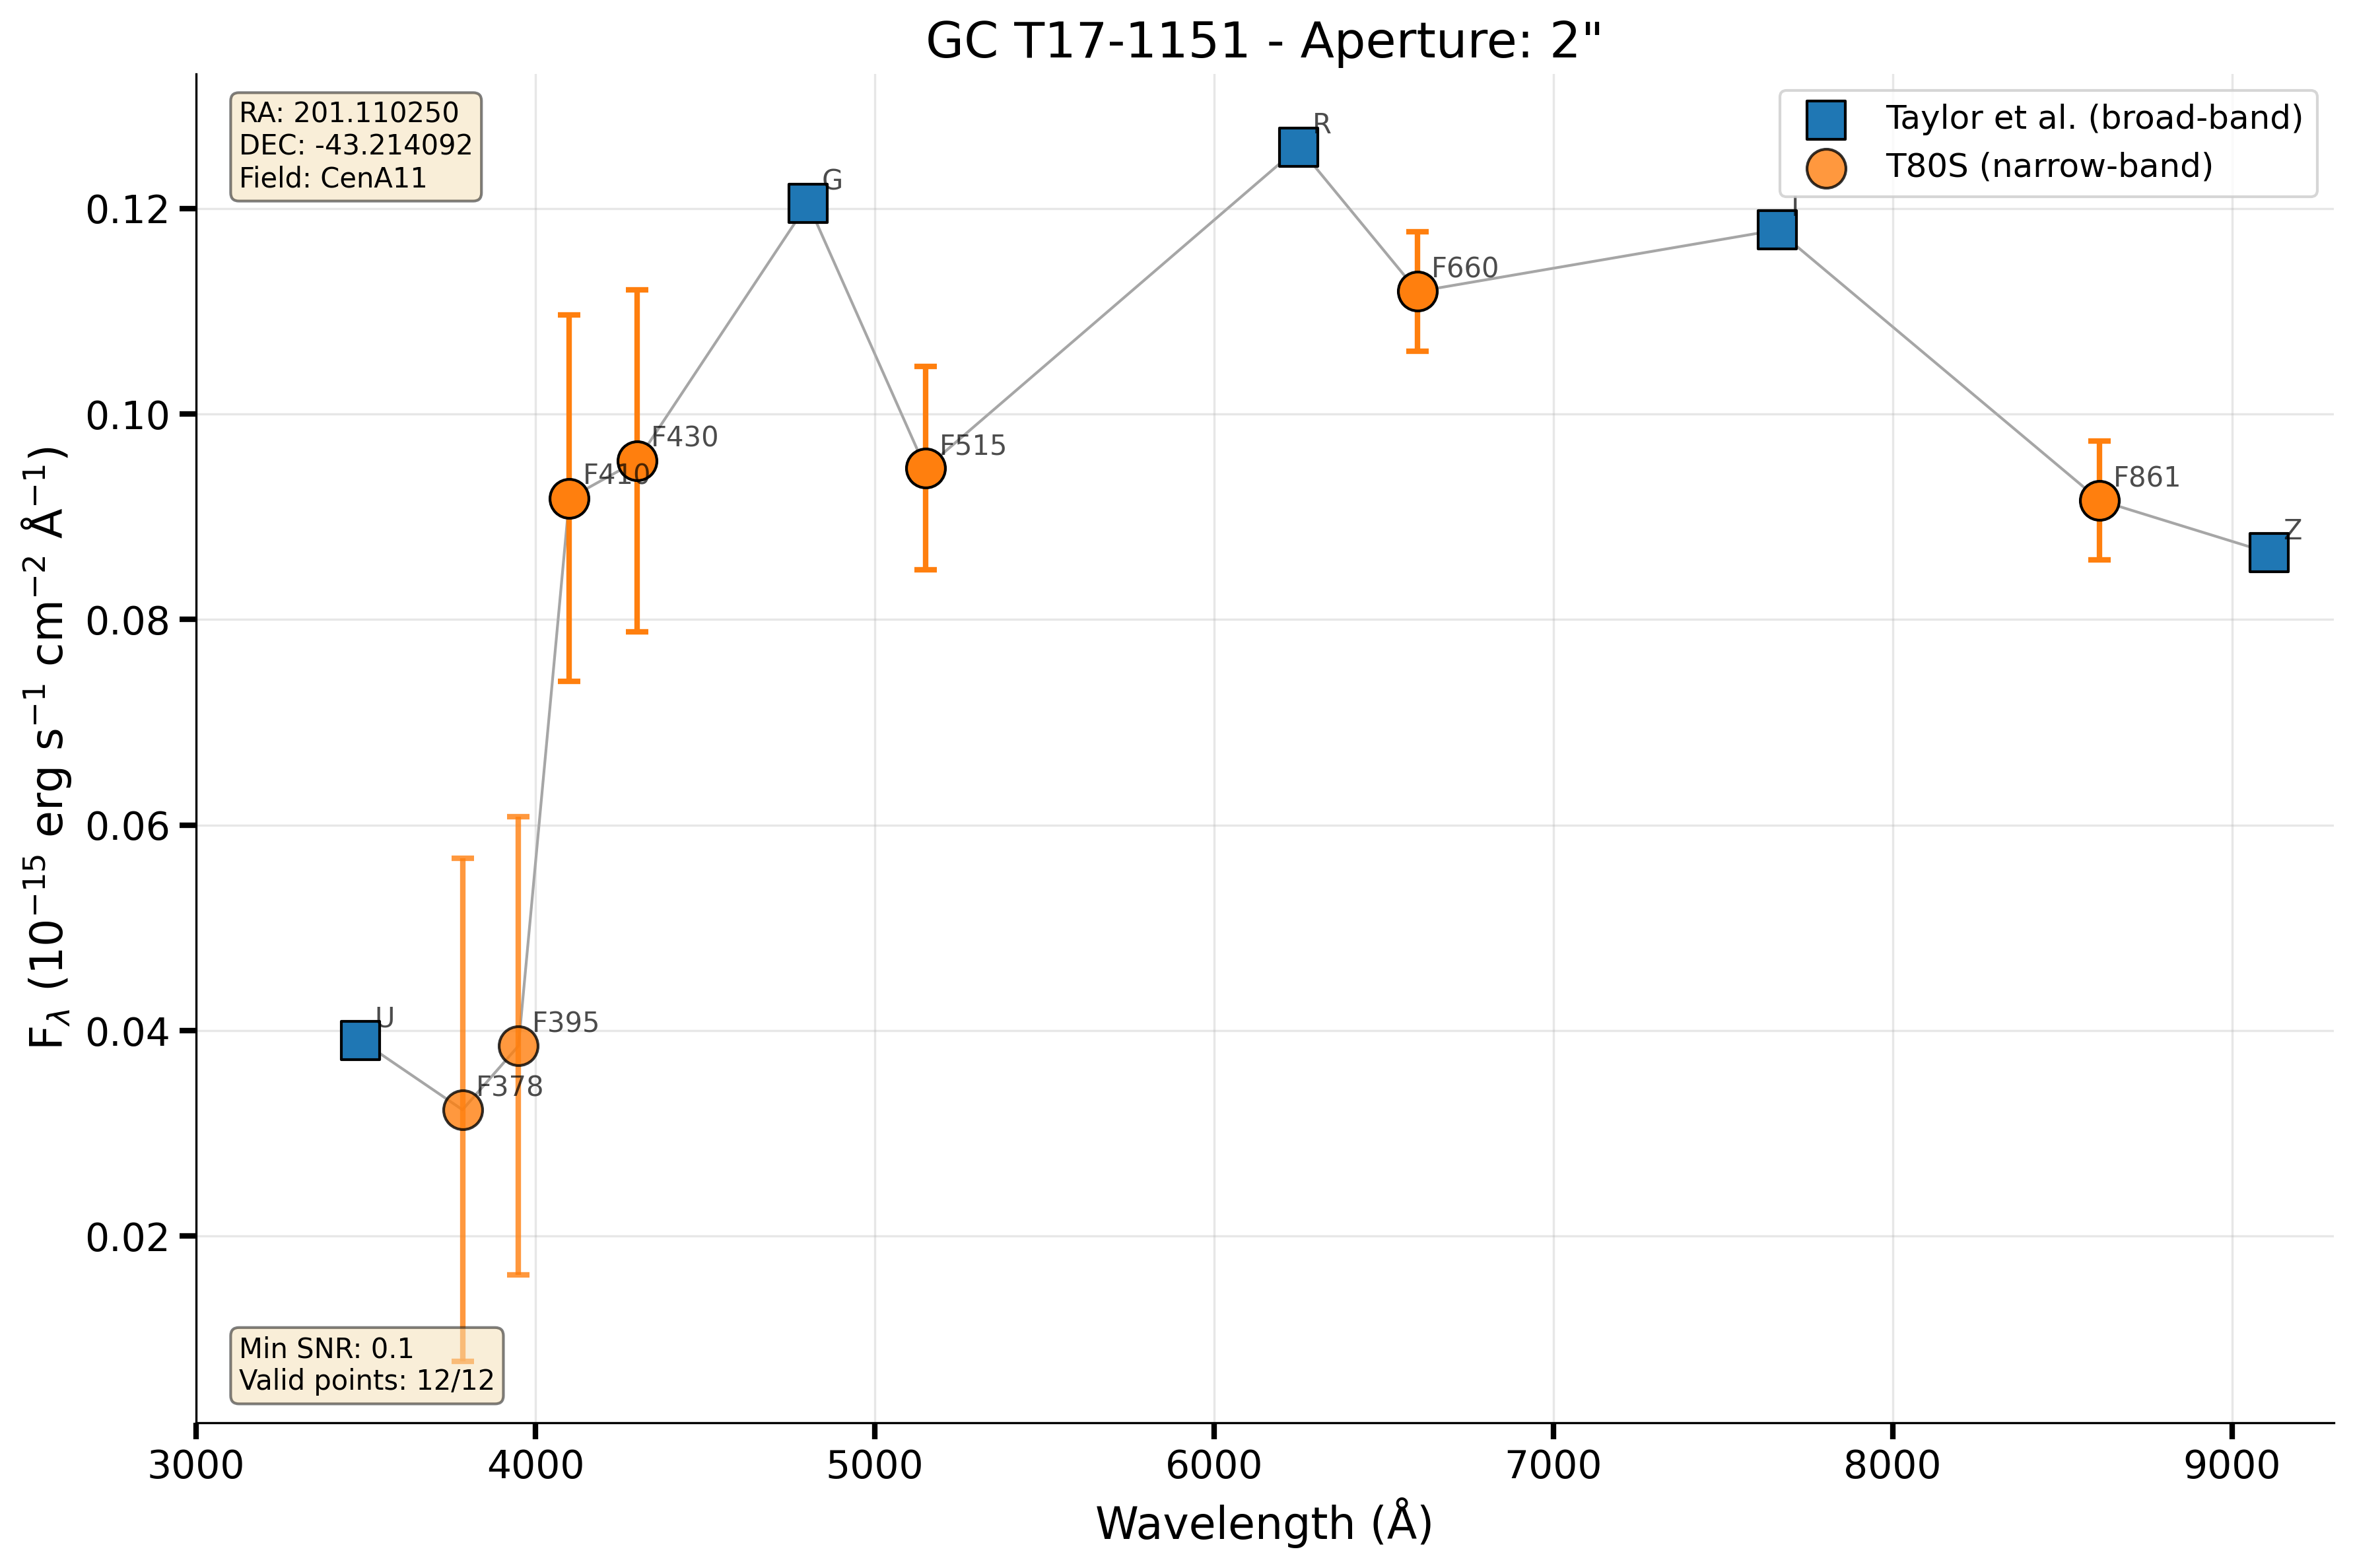 GC T17-1151 - Aperture: 2"
RA: 201.110250
DEC: -43.214092
Field: CenA11
Taylor et al. (broad-band)
T80S (narrow-band)
R
G
I
F660
F430
F410
F515
F861
Z
U
F395
F378
Min SNR: 0.1
Valid points: 12/12
0.12
0.10
0.08
0.06
0.04
0.02
F_λ (10⁻¹⁵ erg s⁻¹ cm⁻² Å⁻¹)
3000 4000 5000 6000 7000 8000 9000
Wavelength (Å)